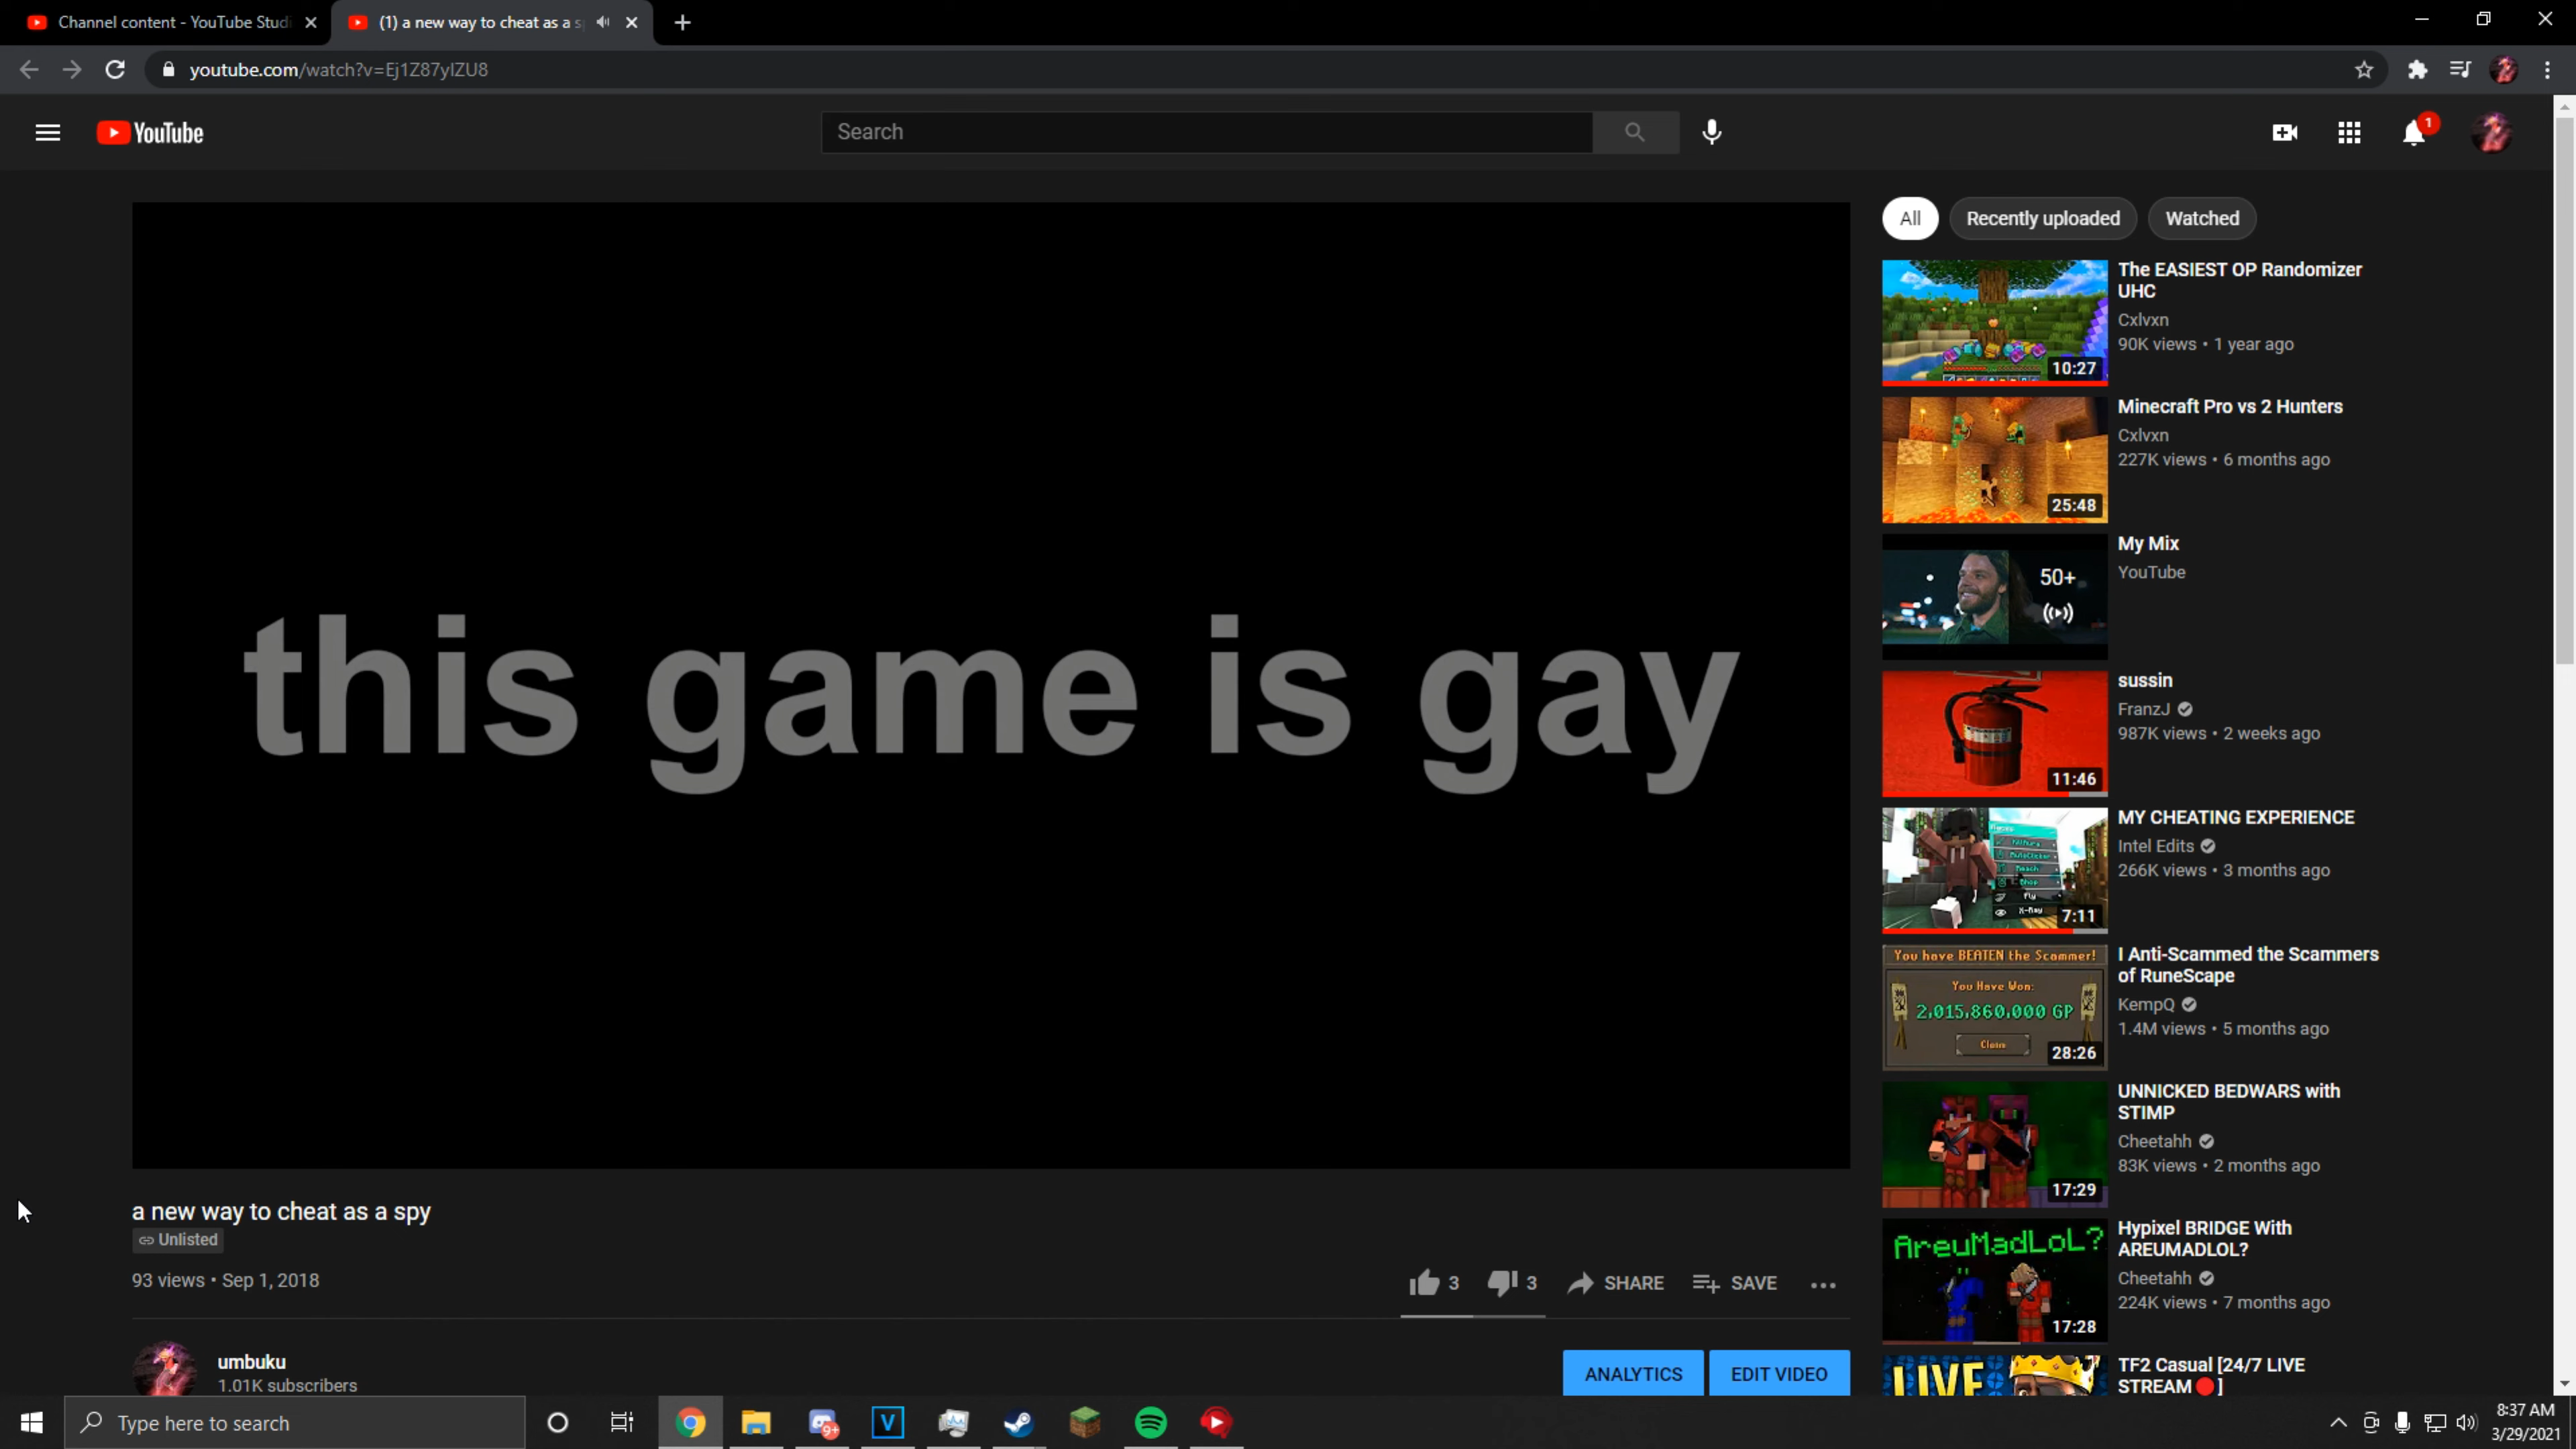 Channel content - YouTube Studi
(1) a new way to cheat as a s
youtube.com/watch?v=Ej1Z87ylZU8
YouTube
Search
1
this game is gay
a new way to cheat as a spy
Unlisted
93 views • Sep 1, 2018
3
3
SHARE
SAVE
umbuku
1.01K subscribers
ANALYTICS
EDIT VIDEO
All
Recently uploaded
Watched
10:27
The EASIEST OP Randomizer
UHC
Cxlvxn
90K views • 1 year ago
25:48
Minecraft Pro vs 2 Hunters
Cxlvxn
227K views • 6 months ago
50+
My Mix
YouTube
11:46
sussin
FranzJ
987K views • 2 weeks ago
AutoClicker
Reach
Fly
X-Ray
7:11
MY CHEATING EXPERIENCE
Intel Edits
266K views • 3 months ago
You have BEATEN the Scammer!
You Have Won:
2,015,860,000 GP
Claim
28:26
I Anti-Scammed the Scammers
of RuneScape
KempQ
1.4M views • 5 months ago
17:29
UNNICKED BEDWARS with
STIMP
Cheetahh
83K views • 2 months ago
AreuMadLoL?
17:28
Hypixel BRIDGE With
AREUMADLOL?
Cheetahh
224K views • 7 months ago
LIVE
TF2 Casual [24/7 LIVE
STREAM🔴]
Type here to search
9+
V
8:37 AM
3/29/2021